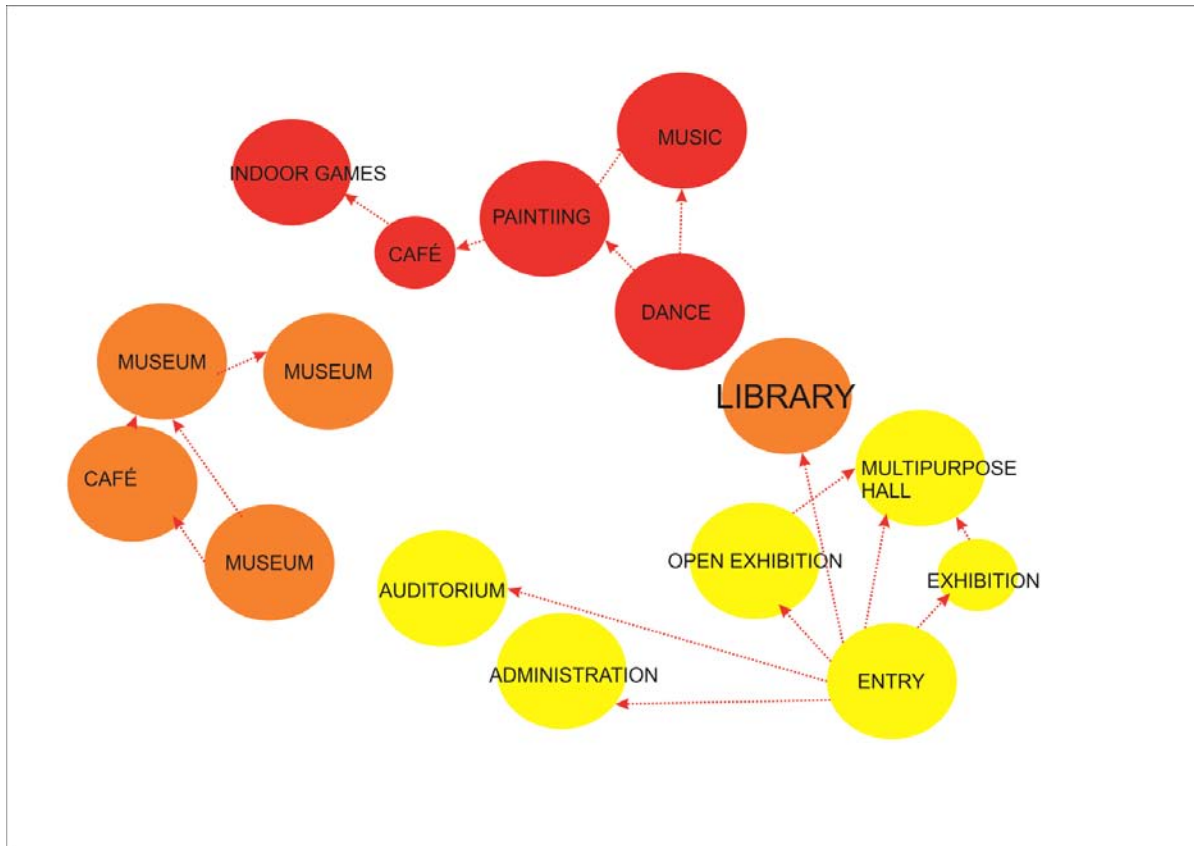 MUSIC
INDOOR GAMES
PAINTIING
CAFÉ
DANCE
MUSEUM
MUSEUM
LIBRARY
CAFÉ
MULTIPURPOSE
HALL
MUSEUM
OPEN EXHIBITION
EXHIBITION
AUDITORIUM
ADMINISTRATION
ENTRY